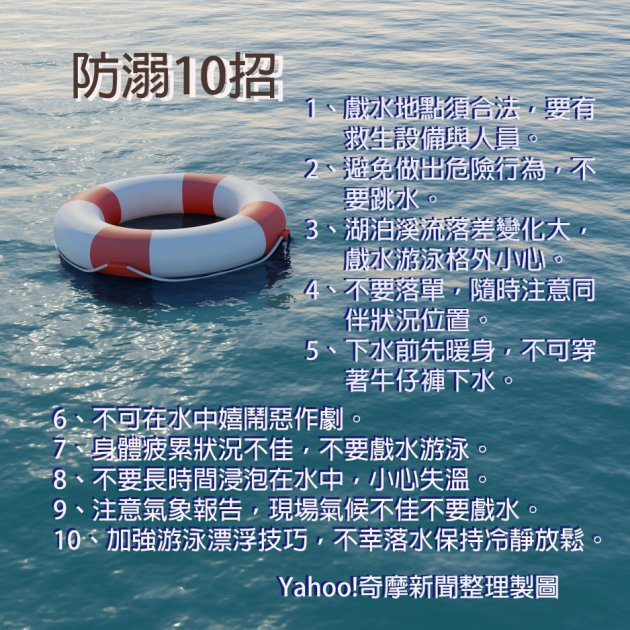 防溺10招
1、戲水地點須合法，要有
救生設備與人員。
2、避免做出危險行為，不
要跳水。
3、湖泊溪流落差變化大，
戲水游泳格外小心。
4、不要落單，隨時注意同
伴狀況位置。
5、下水前先暖身，不可穿
著牛仔褲下水。
6、不可在水中嬉鬧惡作劇。
7、身體疲累狀況不佳，不要戲水游泳。
8、不要長時間浸泡在水中，小心失溫。
9、注意氣象報告，現場氣候不佳不要戲水。
10、加強游泳漂浮技巧，不幸落水保持冷靜放鬆。
Yahoo!奇摩新聞整理製圖